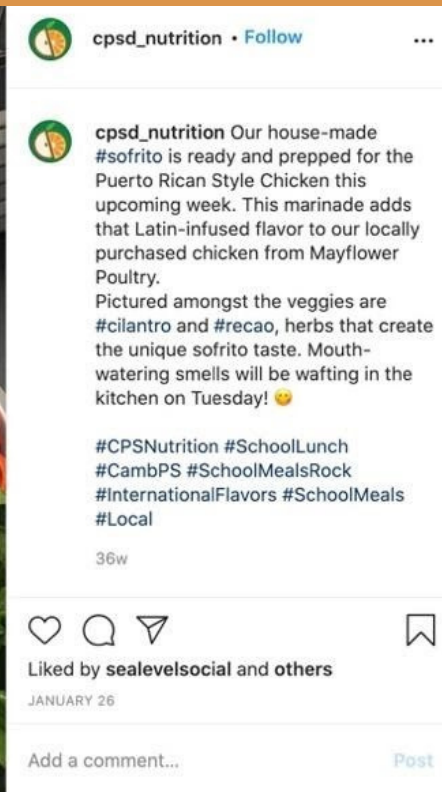 cpsd_nutrition • Follow
...
cpsd_nutrition Our house-made
#sofrito is ready and prepped for the
Puerto Rican Style Chicken this
upcoming week. This marinade adds
that Latin-infused flavor to our locally
purchased chicken from Mayflower
Poultry.
Pictured amongst the veggies are
#cilantro and #recao, herbs that create
the unique sofrito taste. Mouth-
watering smells will be wafting in the
kitchen on Tuesday! 😋
#CPSNutrition #SchoolLunch
#CambPS #SchoolMealsRock
#InternationalFlavors #SchoolMeals
#Local
36w
Liked by sealevelsocial and others
JANUARY 26
Add a comment...
Post